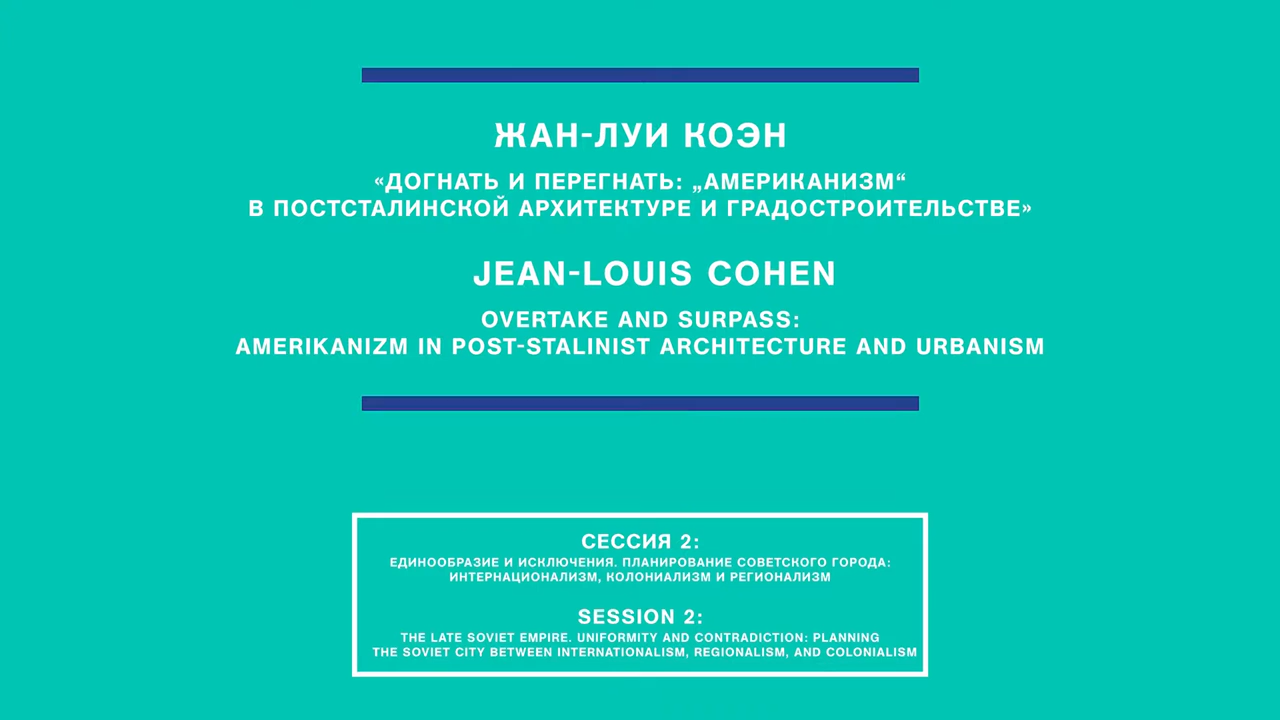 ЖАН-ЛУИ КОЭН
«ДОГНАТЬ И ПЕРЕГНАТЬ: „АМЕРИКАНИЗМ“
В ПОСТСТАЛИНСКОЙ АРХИТЕКТУРЕ И ГРАДОСТРОИТЕЛЬСТВЕ»
JEAN-LOUIS COHEN
OVERTAKE AND SURPASS:
AMERIKANIZM IN POST-STALINIST ARCHITECTURE AND URBANISM
СЕССИЯ 2:
ЕДИНООБРАЗИЕ И ИСКЛЮЧЕНИЯ. ПЛАНИРОВАНИЕ СОВЕТСКОГО ГОРОДА:
ИНТЕРНАЦИОНАЛИЗМ, КОЛОНИАЛИЗМ И РЕГИОНАЛИЗМ
SESSION 2:
THE LATE SOVIET EMPIRE. UNIFORMITY AND CONTRADICTION: PLANNING
THE SOVIET CITY BETWEEN INTERNATIONALISM, REGIONALISM, AND COLONIALISM